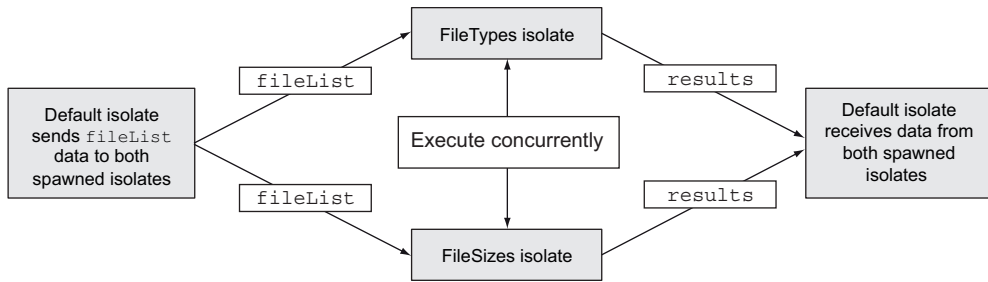 FileTypes isolate
fileList
results
Default isolate
sends fileList
data to both
spawned isolates
Execute concurrently
Default isolate
receives data from
both spawned
isolates
fileList
results
FileSizes isolate